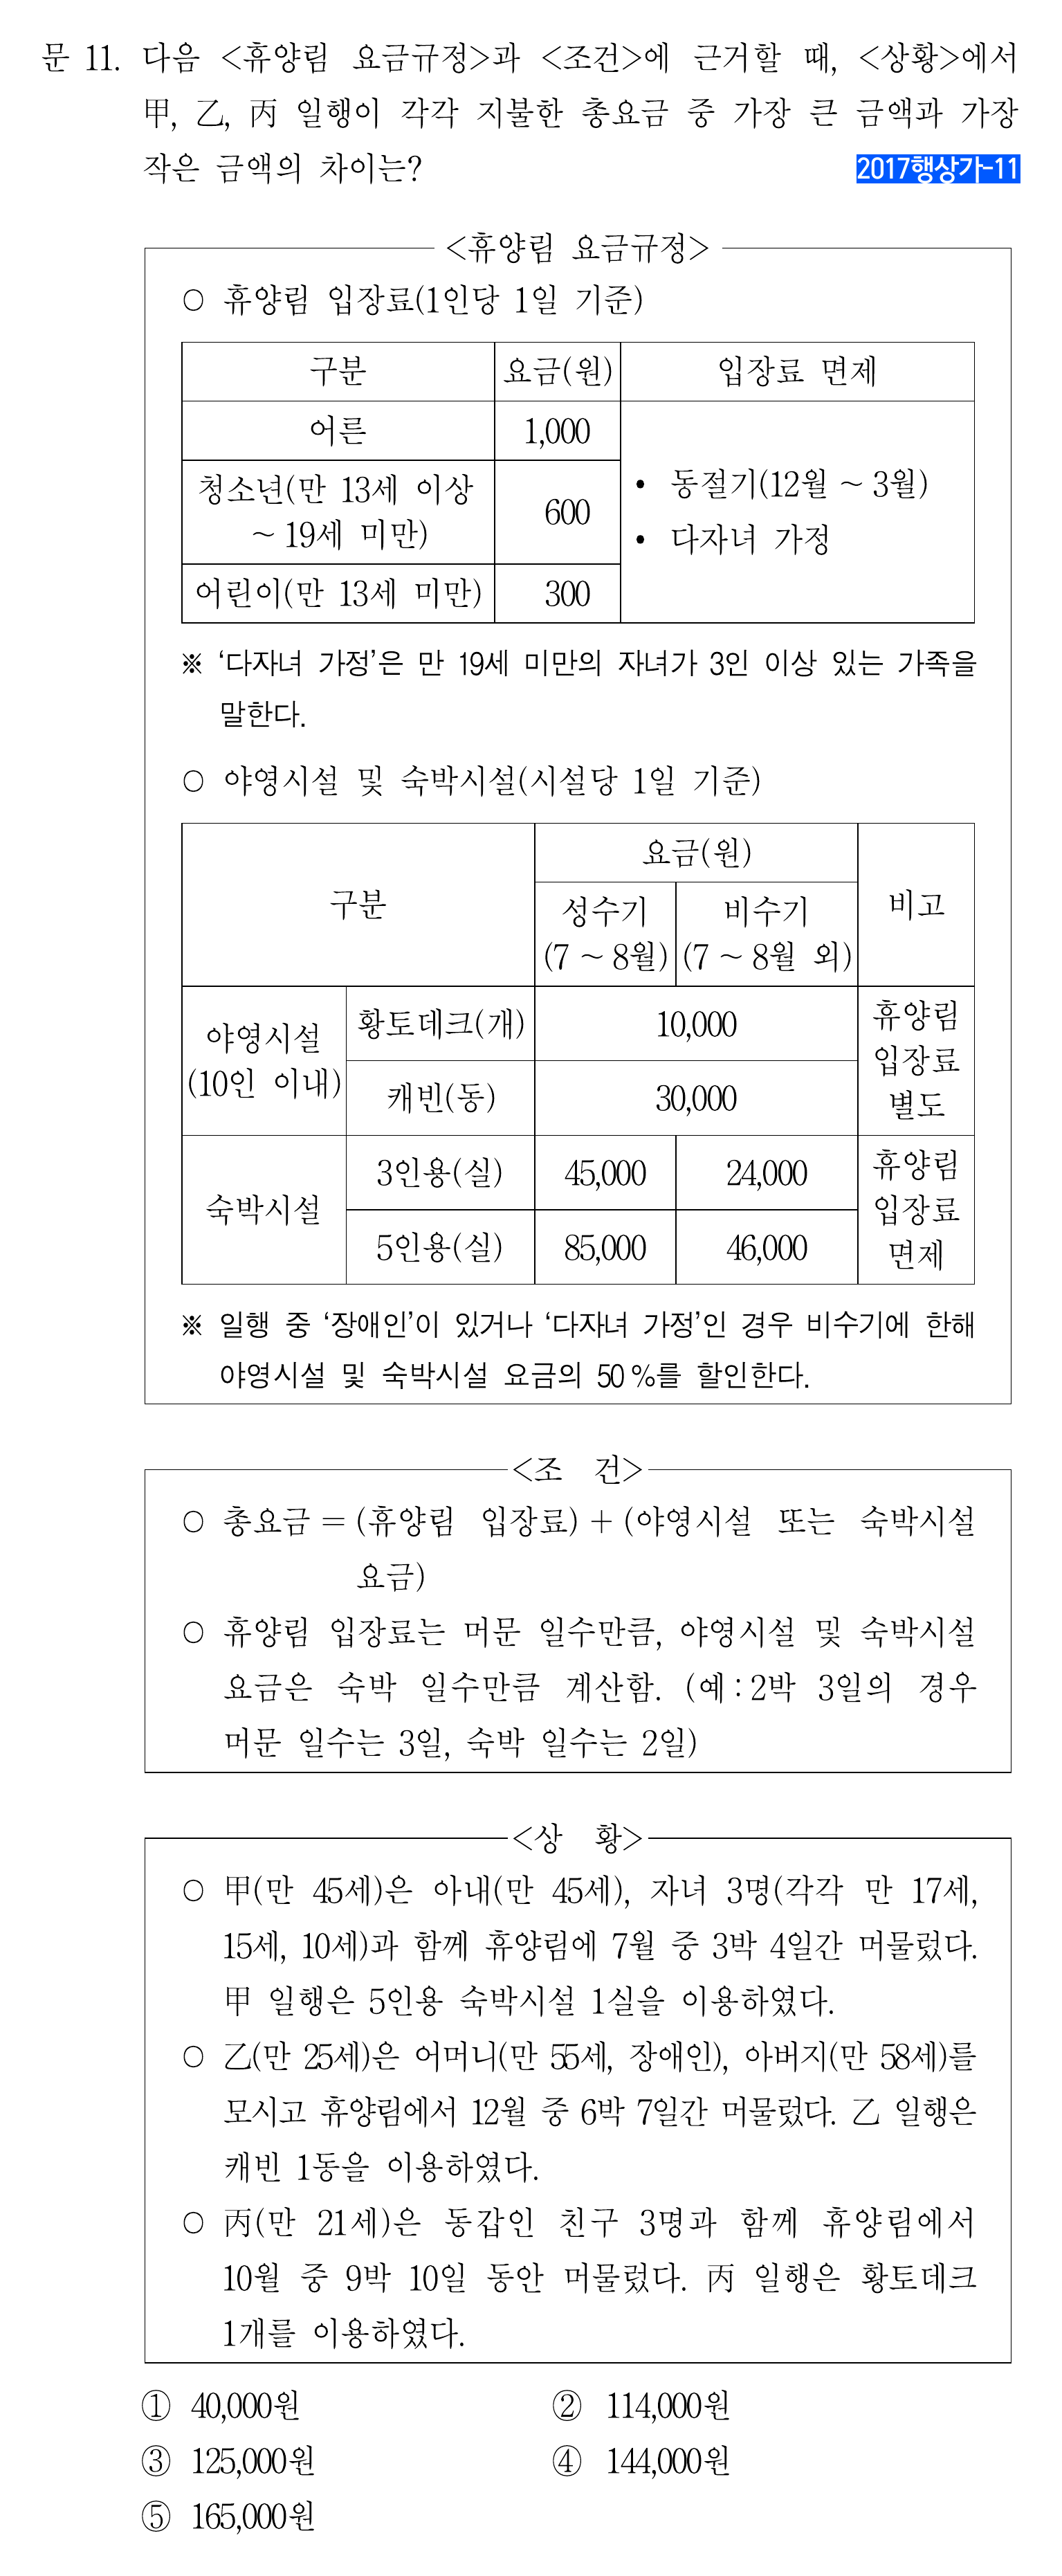 문 11. 다음 <휴양림 요금규정>과 <조건>에 근거할 때, <상황>에서
甲, 乙, 丙 일행이 각각 지불한 총요금 중 가장 큰 금액과 가장
작은 금액의 차이는?
2017행상가-11
<휴양림 요금규정>
○ 휴양림 입장료(1인당 1일 기준)
구분 요금(원) 입장료 면제
어른 1,000
청소년(만 13세 이상
~ 19세 미만)
600
• 동절기(12월 ~ 3월)
• 다자녀 가정
어린이(만 13세 미만) 300
※ ‘다자녀 가정’은 만 19세 미만의 자녀가 3인 이상 있는 가족을
말한다.
○ 야영시설 및 숙박시설(시설당 1일 기준)
구분 요금(원) 비고
성수기
(7 ~ 8월)
비수기
(7 ~ 8월 외)
야영시설
(10인 이내)
황토데크(개) 10,000
캐빈(동) 30,000
휴양림
입장료
별도
숙박시설
3인용(실) 45,000 24,000
5인용(실) 85,000 46,000
휴양림
입장료
면제
※ 일행 중 ‘장애인’이 있거나 ‘다자녀 가정’인 경우 비수기에 한해
야영시설 및 숙박시설 요금의 50 %를 할인한다.
<조 건>
○ 총요금 = (휴양림 입장료) + (야영시설 또는 숙박시설
요금)
○ 휴양림 입장료는 머문 일수만큼, 야영시설 및 숙박시설
요금은 숙박 일수만큼 계산함. (예 : 2박 3일의 경우
머문 일수는 3일, 숙박 일수는 2일)
<상 황>
○ 甲(만 45세)은 아내(만 45세), 자녀 3명(각각 만 17세,
15세, 10세)과 함께 휴양림에 7월 중 3박 4일간 머물렀다.
甲 일행은 5인용 숙박시설 1실을 이용하였다.
○ 乙(만 25세)은 어머니(만 55세, 장애인), 아버지(만 58세)를
모시고 휴양림에서 12월 중 6박 7일간 머물렀다. 乙 일행은
캐빈 1동을 이용하였다.
○ 丙(만 21세)은 동갑인 친구 3명과 함께 휴양림에서
10월 중 9박 10일 동안 머물렀다. 丙 일행은 황토데크
1개를 이용하였다.
① 40,000원 ② 114,000원
③ 125,000원 ④ 144,000원
⑤ 165,000원